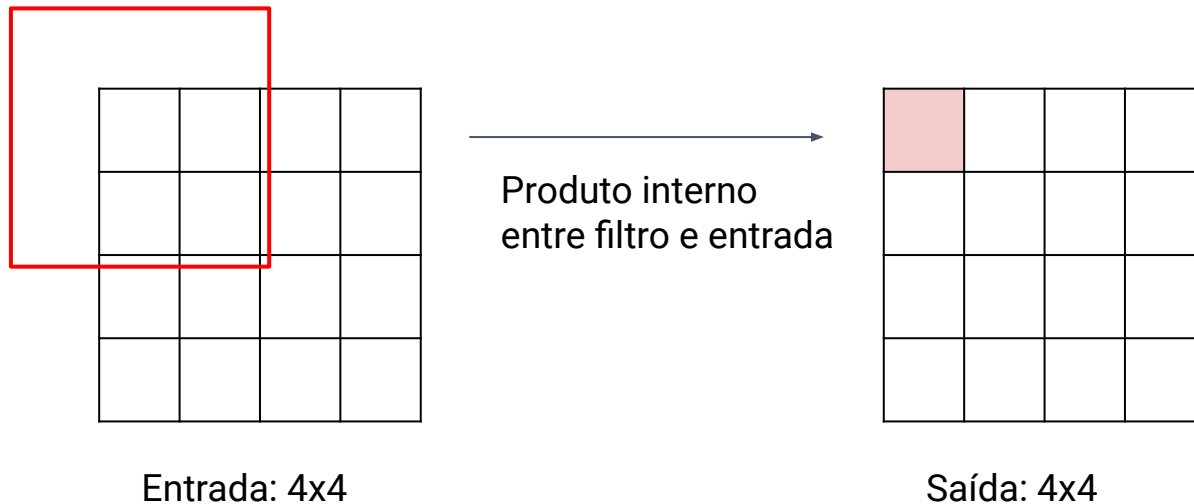 Produto interno
entre filtro e entrada
Entrada: 4x4
Saída: 4x4